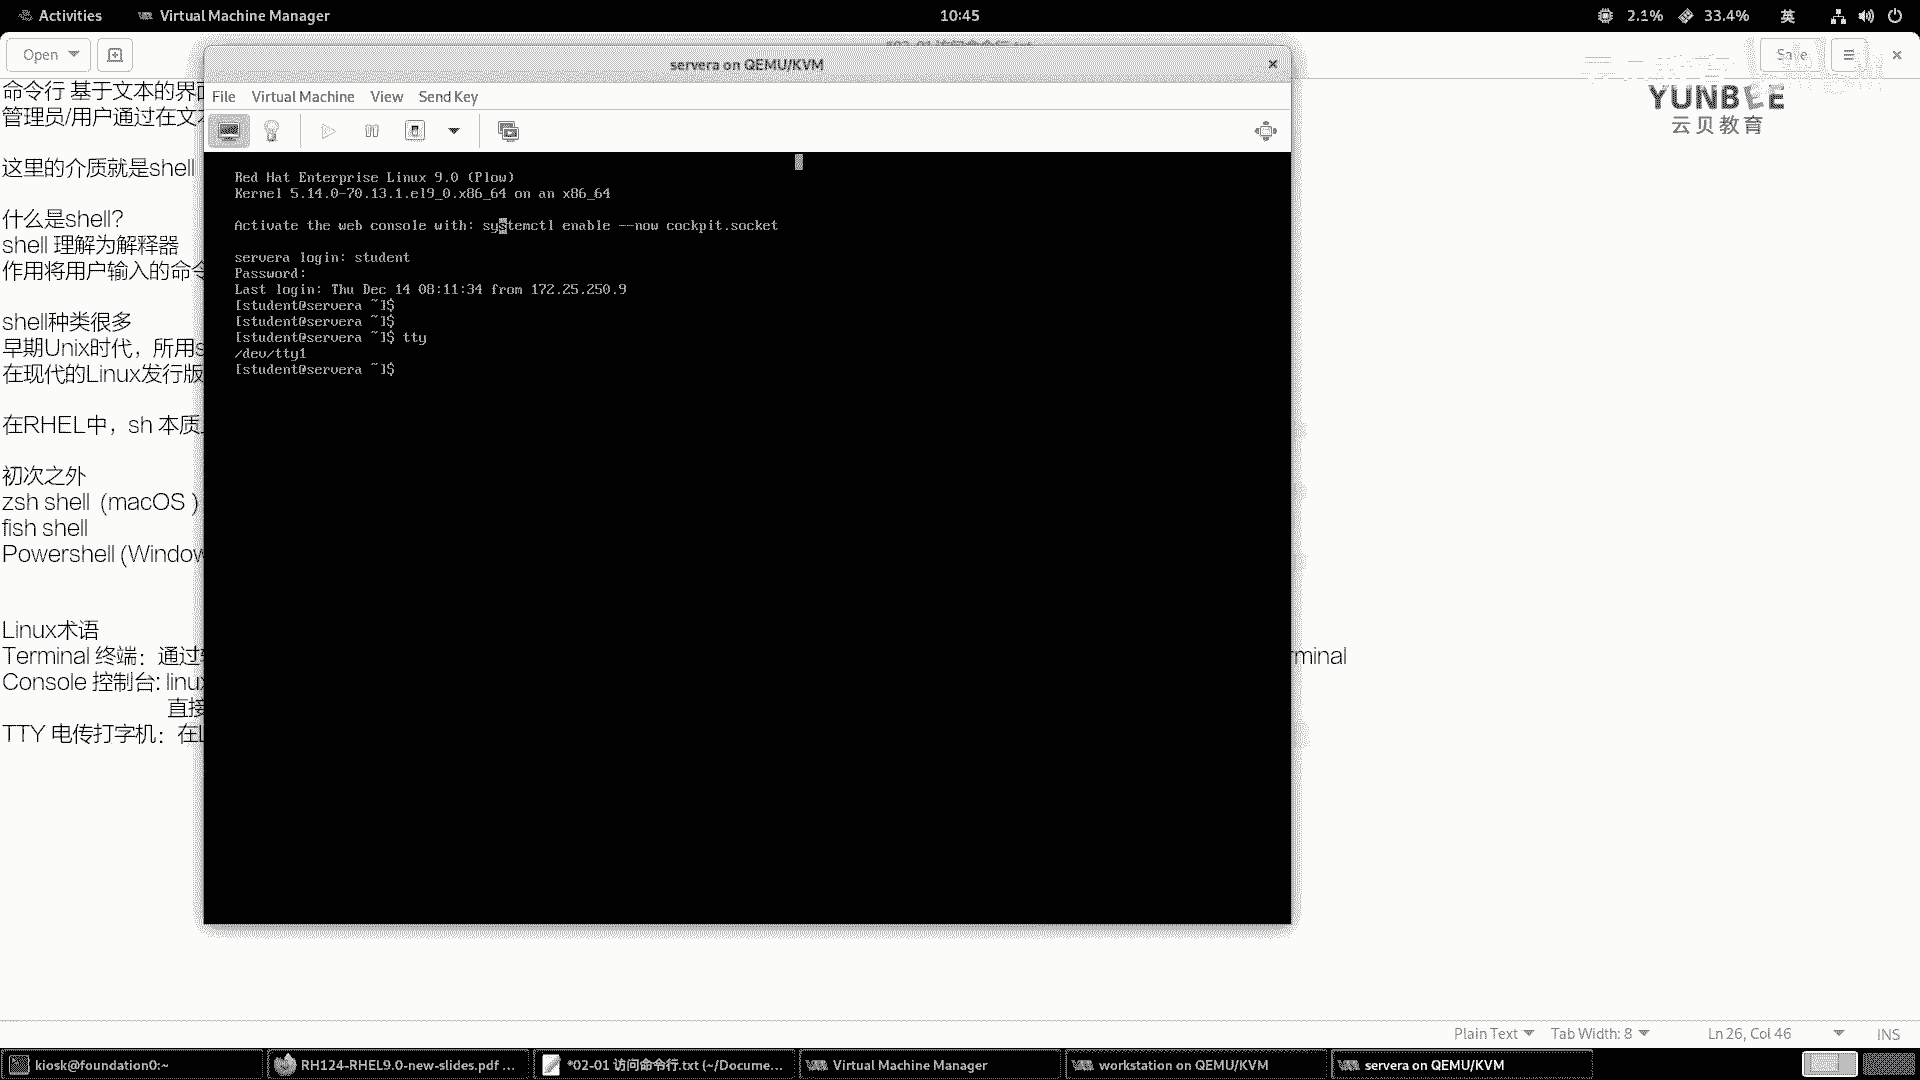 Activities
Virtual Machine Manager
10:45
2.1%
33.4%
英
Open
Save
YUNBEE
云贝教育
命令行 基于文本的界面
管理员/用户通过在文本
这里的介质就是shell
什么是shell?
shell 理解为解释器
作用将用户输入的命令
shell种类很多
早期Unix时代，所用s
在现代的Linux发行版
在RHEL中，sh 本质
初次之外
zsh shell（macOS ）
fish shell
Powershell (Window
Linux术语
Terminal 终端：通过
rminal
Console 控制台: linux
直接
TTY 电传打字机：在L
servera on QEMU/KVM
File Virtual Machine View Send Key
Red Hat Enterprise Linux 9.0 (Plow)
Kernel 5.14.0-70.13.1.el9_0.x86_64 on an x86_64
Activate the web console with: systemctl enable --now cockpit.socket
servera login: student
Password:
Last login: Thu Dec 14 08:11:34 from 172.25.250.9
[student@servera ~]$
[student@servera ~]$
[student@servera ~]$ tty
/dev/tty1
[student@servera ~]$
Plain Text Tab Width: 8 Ln 26, Col 46 INS
kiosk@foundation0:~
RH124-RHEL9.0-new-slides.pdf ...
*02-01 访问命令行.txt (~/Docume...
Virtual Machine Manager
workstation on QEMU/KVM
servera on QEMU/KVM